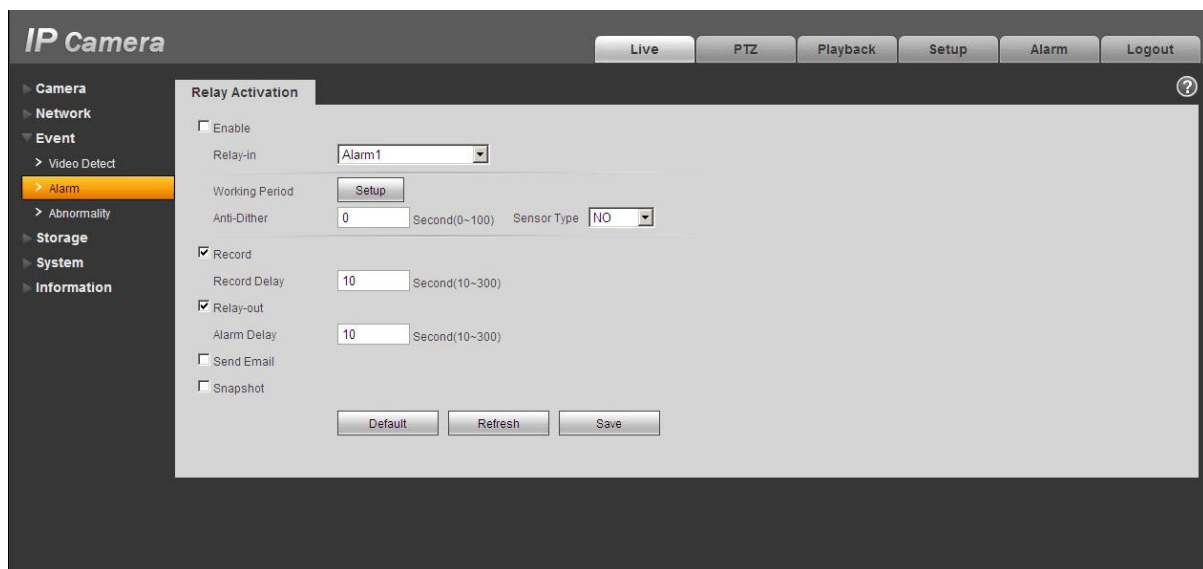 IP Camera
Live
PTZ
Playback
Setup
Alarm
Logout
Camera
Network
Event
> Video Detect
> Alarm
> Abnormality
Storage
System
Information
Relay Activation
?
Enable
Relay-in Alarm1
Working Period Setup
Anti-Dither 0 Second(0~100) Sensor Type NO
Record
Record Delay 10 Second(10~300)
Relay-out
Alarm Delay 10 Second(10~300)
Send Email
Snapshot
Default Refresh Save